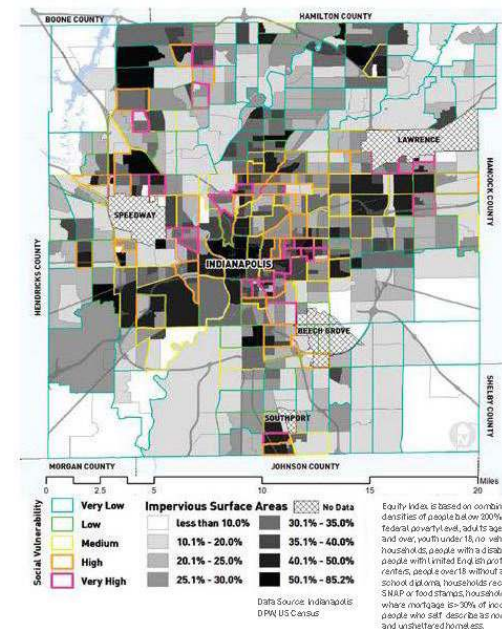 BOONE COUNTY
HAMILTON COUNTY
LAWRENCE
HANCOCK COUNTY
SPEEDWAY
HENDRICKS COUNTY
INDIANAPOLIS
BEECH GROVE
SHELBY COUNTY
SOUTHPORT
MORGAN COUNTY
JOHNSON COUNTY
0 5 10 15 20 Miles
Social Vulnerability
Very Low
Low
Medium
High
Very High
Impervious Surface Areas
No Data
less than 10.0%
10.1% - 20.0%
20.1% - 25.0%
25.1% - 30.0%
30.1% - 35.0%
35.1% - 40.0%
40.1% - 50.0%
50.1% - 85.2%
Data Source: Indianapolis
DPW, US Census
Equity index is based on combin
densities of people below 200%
federal poverty level, adults age
and over, youth under 18, no veh
households, people with a disab
people with limited English prof
renters, people >18 without a
school diploma, households rec
SNAP or food stamps, household
where mortgage is >30% of inco
people who self describe as no
and unsheltered homeless.